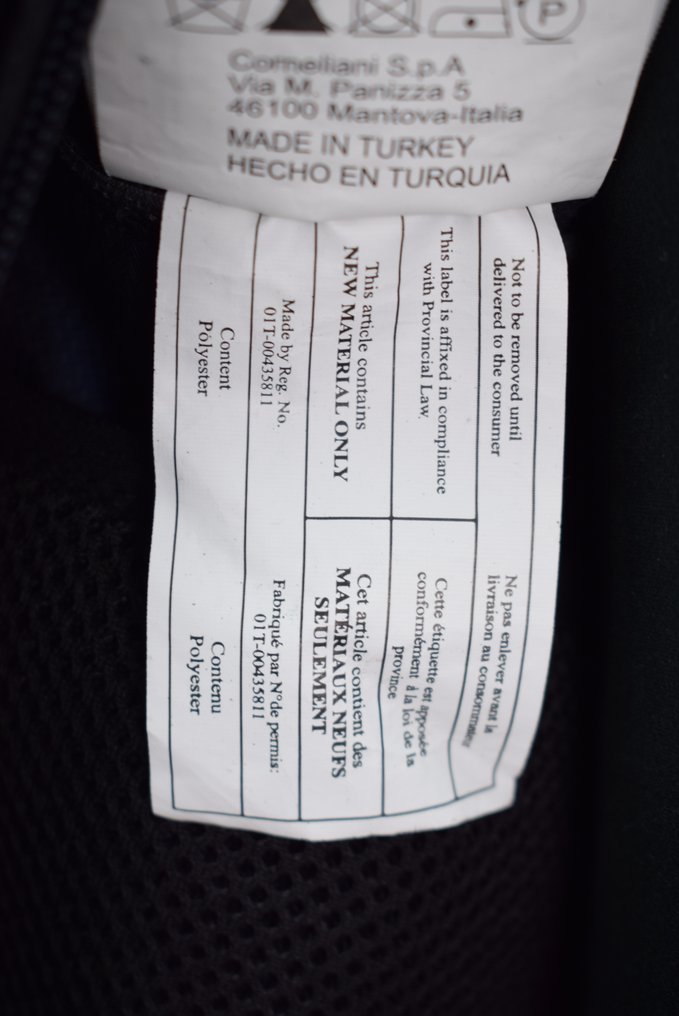 P
Corneliani S.p.A
Via M. Panizza 5
46100 Mantova-Italia
MADE IN TURKEY
HECHO EN TURQUIA
Not to be removed until
delivered to the consumer
Ne pas enlever avant la
livraison au consommateur
This label is affixed in compliance
with Provincial Law
Cette étiquette est apposée
conformément à la loi de la
province
This article contains
NEW MATERIAL ONLY
Cet article contient des
MATÉRIAUX NEUFS
SEULEMENT
Made by Reg. No.
01T-00435811
Fabriqué par N°de permis:
01T-00435811
Content
Polyester
Contenu
Polyester